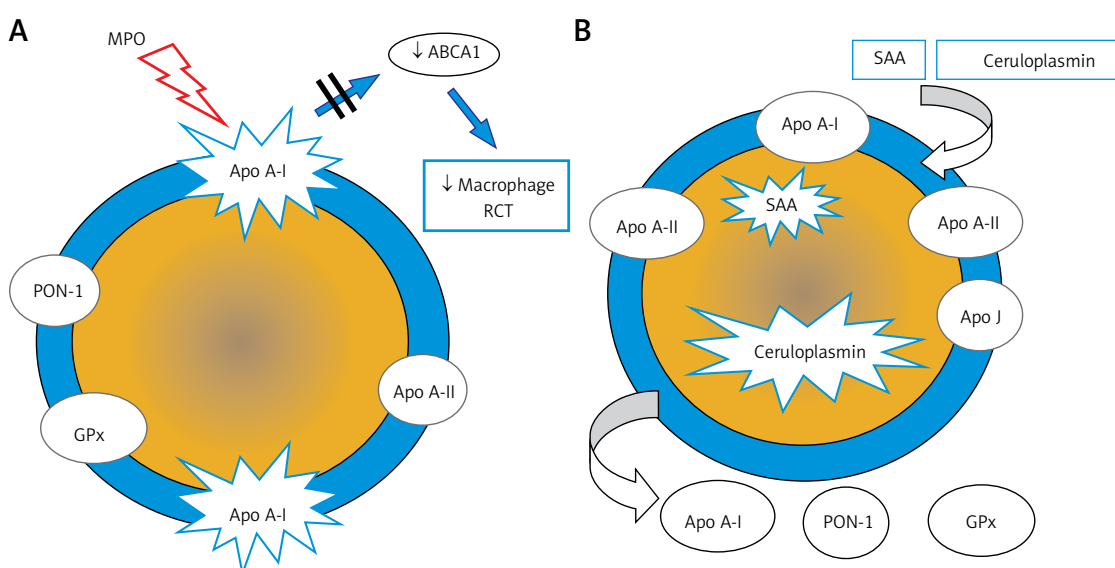 A
MPO
↓ ABCA1
Apo A-I
↓ Macrophage
RCT
PON-1
Apo A-II
GPx
Apo A-I
B
SAA
Ceruloplasmin
Apo A-I
SAA
Apo A-II
Apo A-II
Apo J
Ceruloplasmin
Apo A-I
PON-1
GPx